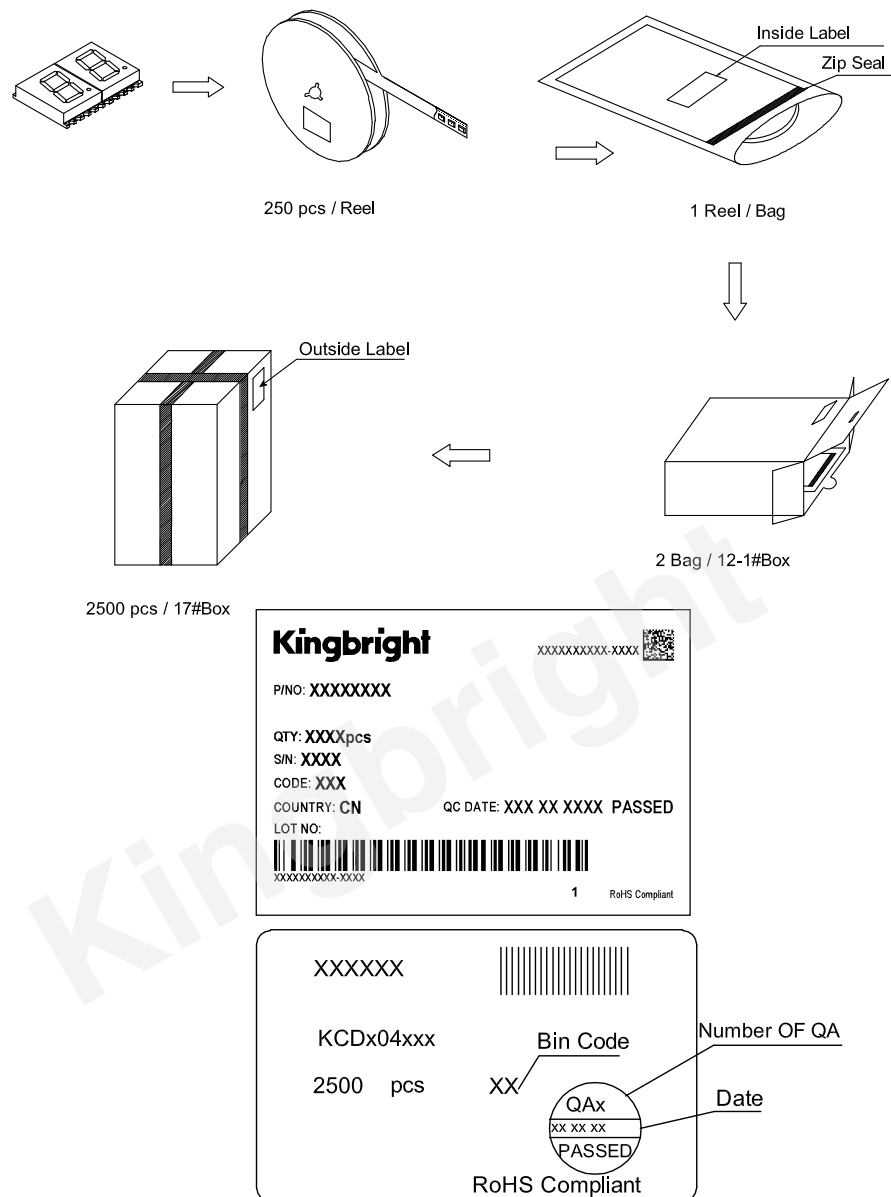 Inside Label
Zip Seal
250 pcs / Reel
1 Reel / Bag
Outside Label
2 Bag / 12-1#Box
2500 pcs / 17#Box
Kingbright
XXXXXXXXXX-XXXX
P/NO: XXXXXXXX
QTY: XXXXpcs
S/N: XXXX
CODE: XXX
COUNTRY: CN QC DATE: XXX XX XXXX PASSED
LOT NO:
XXXXXXXXXX-XXXX
1 RoHS Compliant
XXXXXX
KCDx04xxx
Bin Code
Number OF QA
2500 pcs XX
QAx
Date
xx xx xx
PASSED
RoHS Compliant
Kingbright